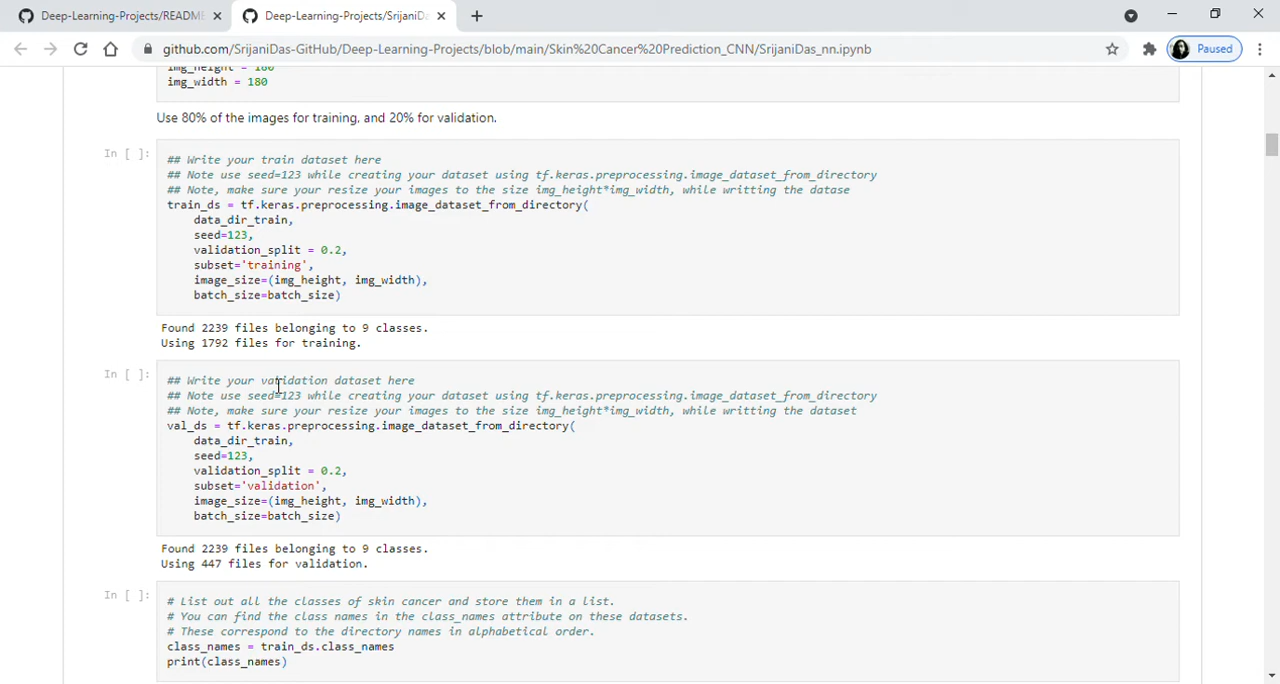 Deep-Learning-Projects/README
Deep-Learning-Projects/SrijaniDa
github.com/SrijaniDas-GitHub/Deep-Learning-Projects/blob/main/Skin%20Cancer%20Prediction_CNN/SrijaniDas_nn.ipynb
Paused
img_height = 180
img_width = 180
Use 80% of the images for training, and 20% for validation.
In [ ]:
## Write your train dataset here
## Note use seed=123 while creating your dataset using tf.keras.preprocessing.image_dataset_from_directory
## Note, make sure your resize your images to the size img_height*img_width, while writting the datase
train_ds = tf.keras.preprocessing.image_dataset_from_directory(
data_dir_train,
seed=123,
validation_split = 0.2,
subset='training',
image_size=(img_height, img_width),
batch_size=batch_size)
Found 2239 files belonging to 9 classes.
Using 1792 files for training.
In [ ]:
## Write your validation dataset here
## Note use seed=123 while creating your dataset using tf.keras.preprocessing.image_dataset_from_directory
## Note, make sure your resize your images to the size img_height*img_width, while writting the dataset
val_ds = tf.keras.preprocessing.image_dataset_from_directory(
data_dir_train,
seed=123,
validation_split = 0.2,
subset='validation',
image_size=(img_height, img_width),
batch_size=batch_size)
Found 2239 files belonging to 9 classes.
Using 447 files for validation.
In [ ]:
# List out all the classes of skin cancer and store them in a list.
# You can find the class names in the class_names attribute on these datasets.
# These correspond to the directory names in alphabetical order.
class_names = train_ds.class_names
print(class_names)